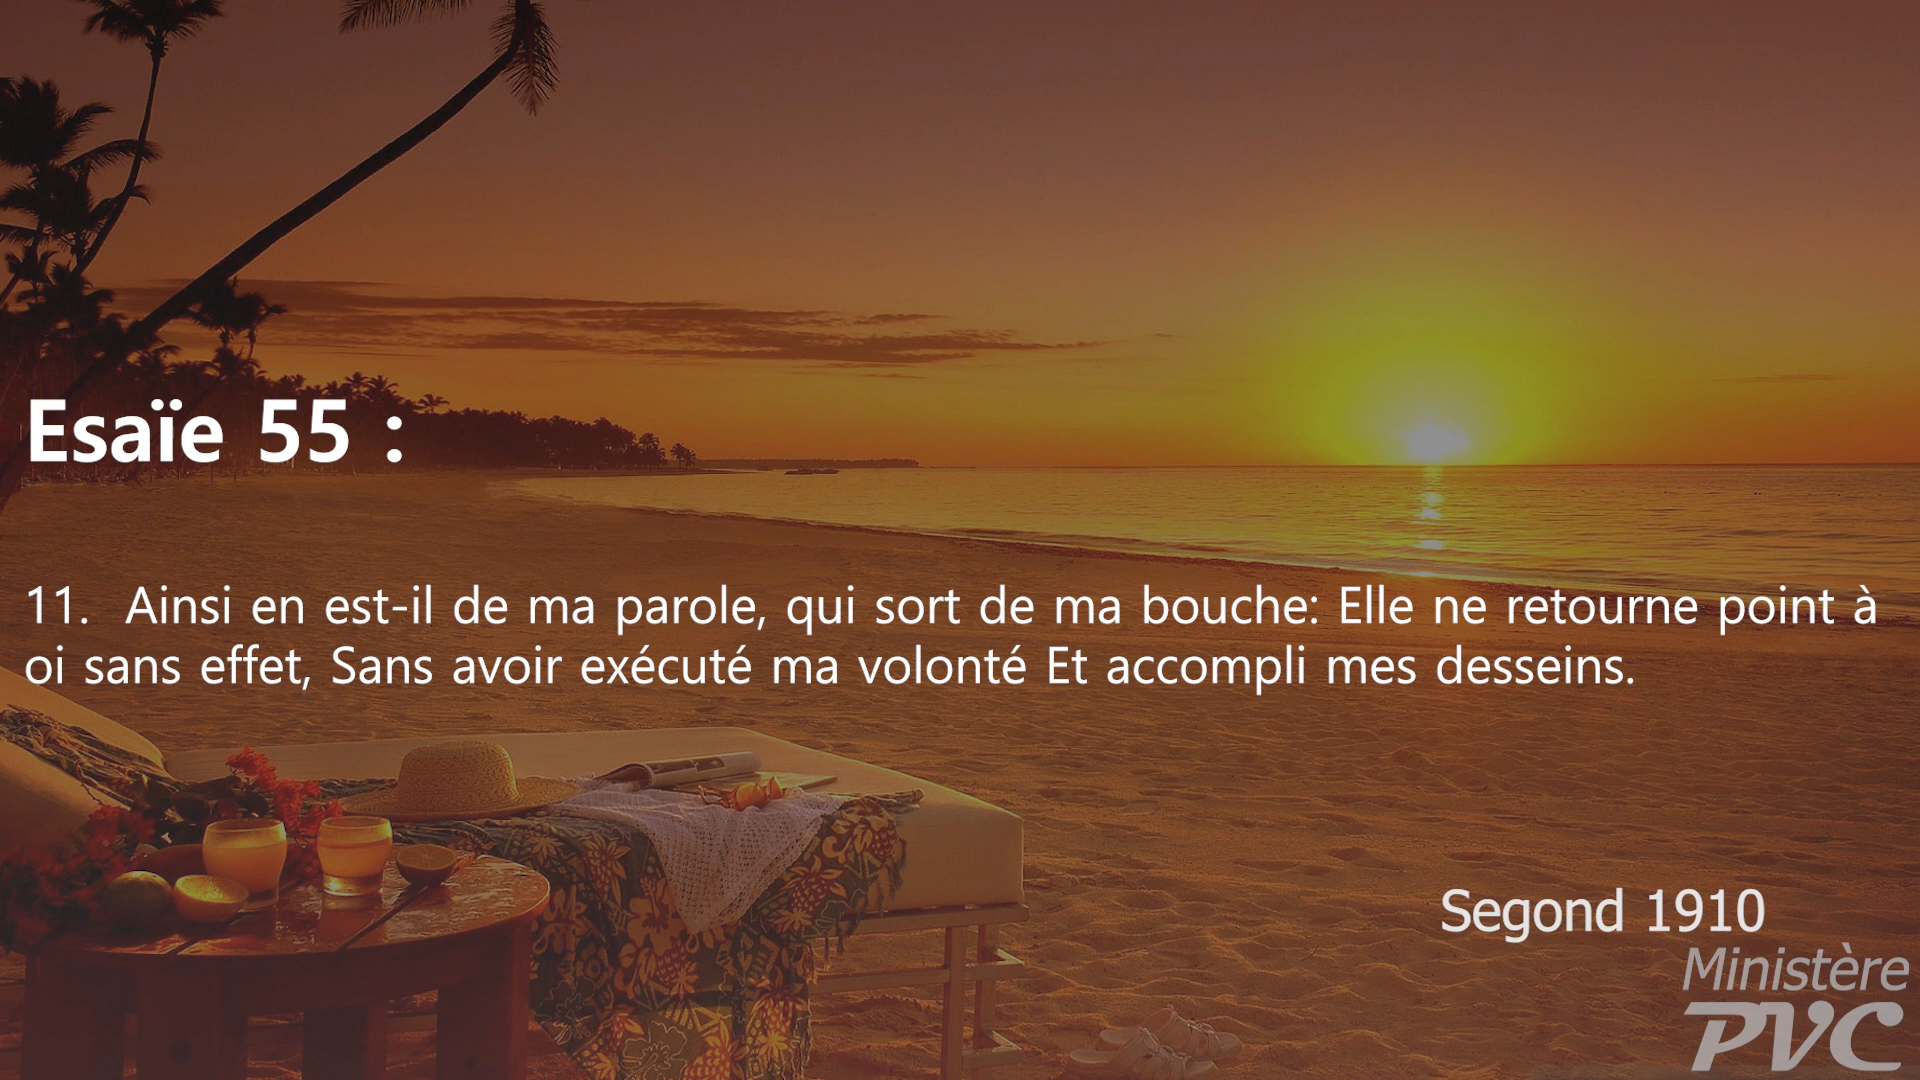 Esaïe 55 :
11. Ainsi en est-il de ma parole, qui sort de ma bouche: Elle ne retourne point à
oi sans effet, Sans avoir exécuté ma volonté Et accompli mes desseins.
Segond 1910
Ministère
PVC